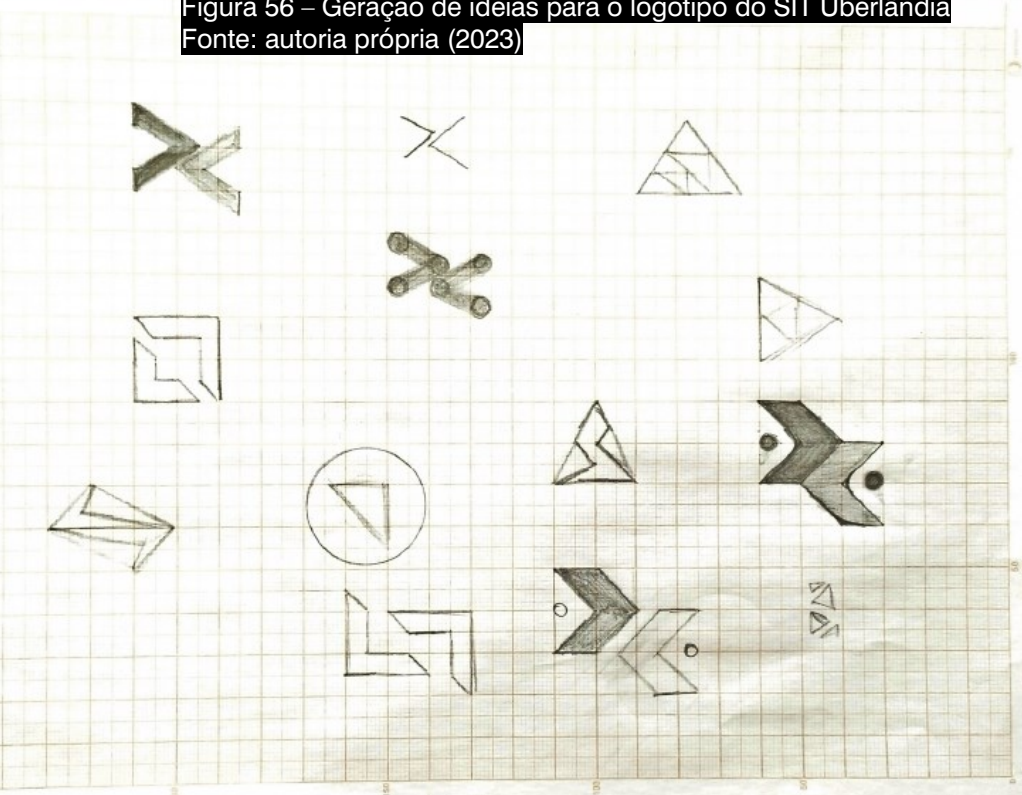 Figura 56 – Geração de ideias para o logotipo do SIT Uberlândia
Fonte: autoria própria (2023)